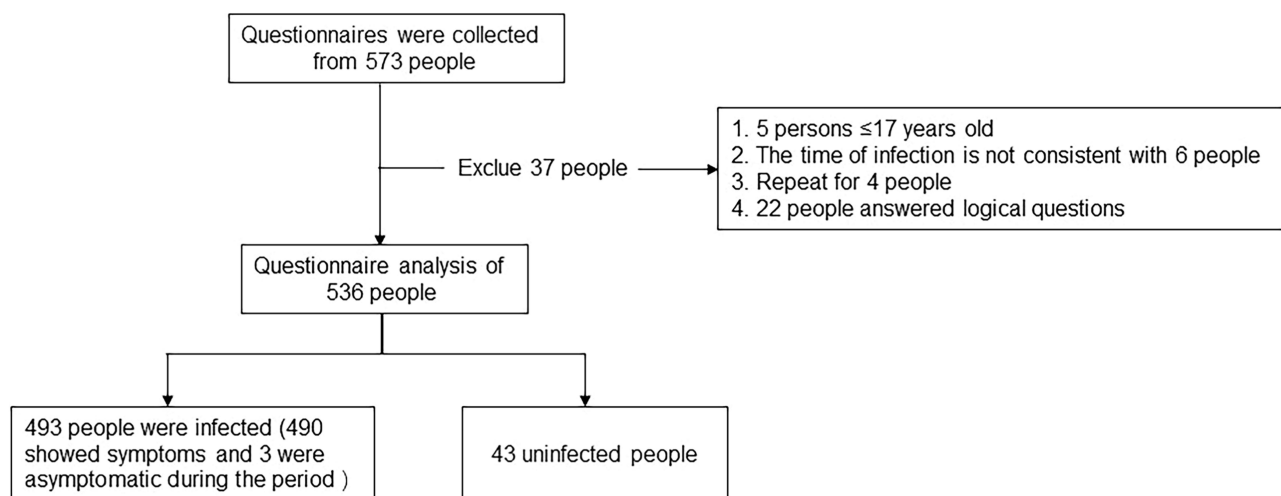 Questionnaires were collected
from 573 people
Exclue 37 people
1. 5 persons ≤17 years old
2. The time of infection is not consistent with 6 people
3. Repeat for 4 people
4. 22 people answered logical questions
Questionnaire analysis of
536 people
493 people were infected (490
showed symptoms and 3 were
asymptomatic during the period )
43 uninfected people